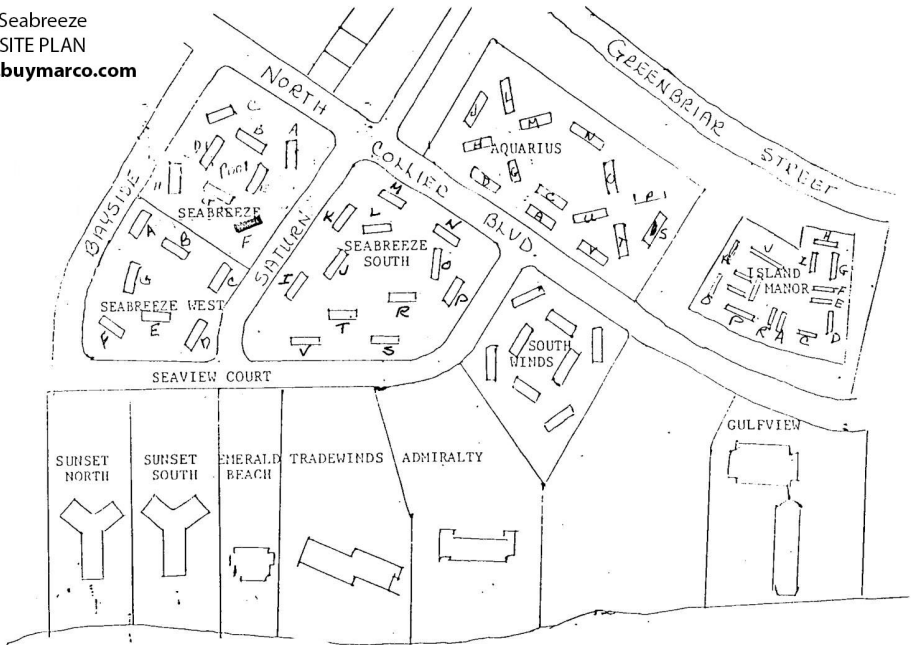 Seabreeze
SITE PLAN
buymarco.com
NORTH
COLLIER
BLVD.
GREENBRIAR
STREET
BAYSIDE
SATURN
C
B
A
D
Pool
H
E
G
SEABREEZE
F
A
B
G
C
SEABREEZE WEST
F
E
D
M
L
K
N
SEABREEZE
SOUTH
J
O
I
P
R
T
V
S
J
L
M
N
H
AQUARIUS
D
G
O
C
P
A
U
S
V
T
H
J
I
G
ISLAND
MANOR
F
E
P
R
A
C
D
SOUTH
WINDS
SEAVIEW COURT
SUNSET
NORTH
SUNSET
SOUTH
EMERALD
BEACH
TRADEWINDS
ADMIRALTY
GULFVIEW